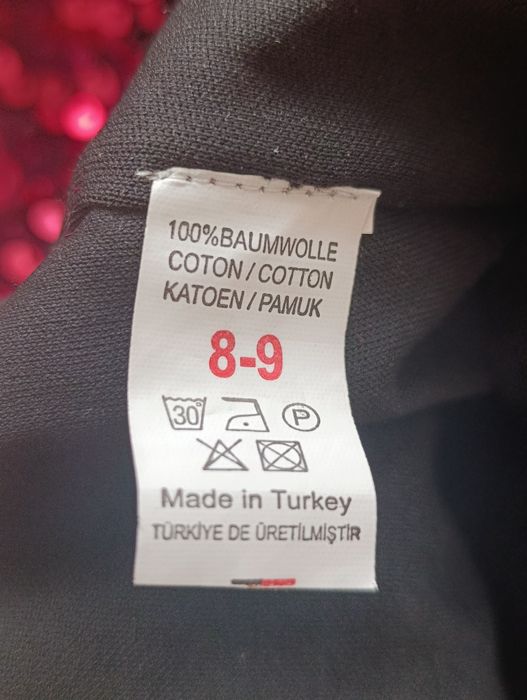 100%BAUMWOLLE
COTON / COTTON
KATOEN / PAMUK
8-9
30°
P
Made in Turkey
TÜRKİYE DE ÜRETİLMİŞTİR